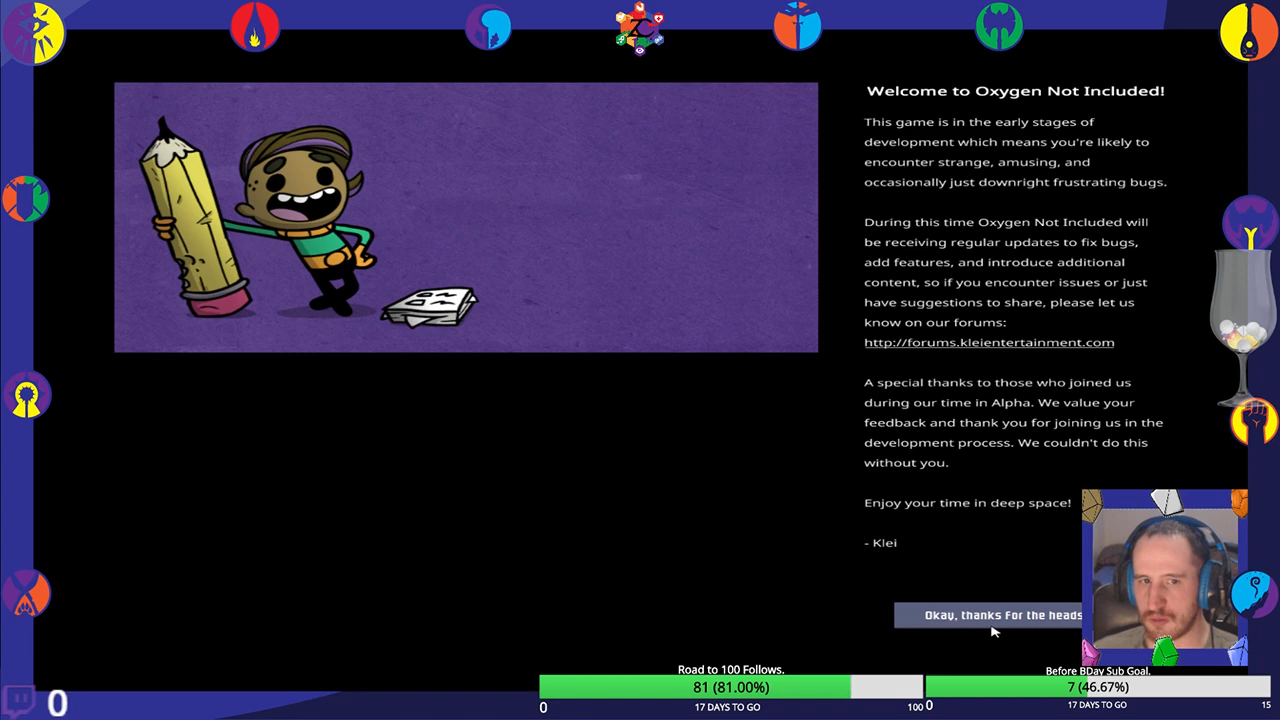 Welcome to Oxygen Not Included!
This game is in the early stages of
development which means you're likely to
encounter strange, amusing, and
occasionally just downright frustrating bugs.
During this time Oxygen Not Included will
be receiving regular updates to fix bugs,
add features, and introduce additional
content, so if you encounter issues or just
have suggestions to share, please let us
know on our forums:
http://forums.kleientertainment.com
A special thanks to those who joined us
during our time in Alpha. We value your
feedback and thank you for joining us in the
development process. We couldn't do this
without you.
Enjoy your time in deep space!
- Klei
Okay, thanks For the heads
Road to 100 Follows.
81 (81.00%)
0 17 DAYS TO GO 100
Before BDay Sub Goal.
7 (46.67%)
0 17 DAYS TO GO 15
0